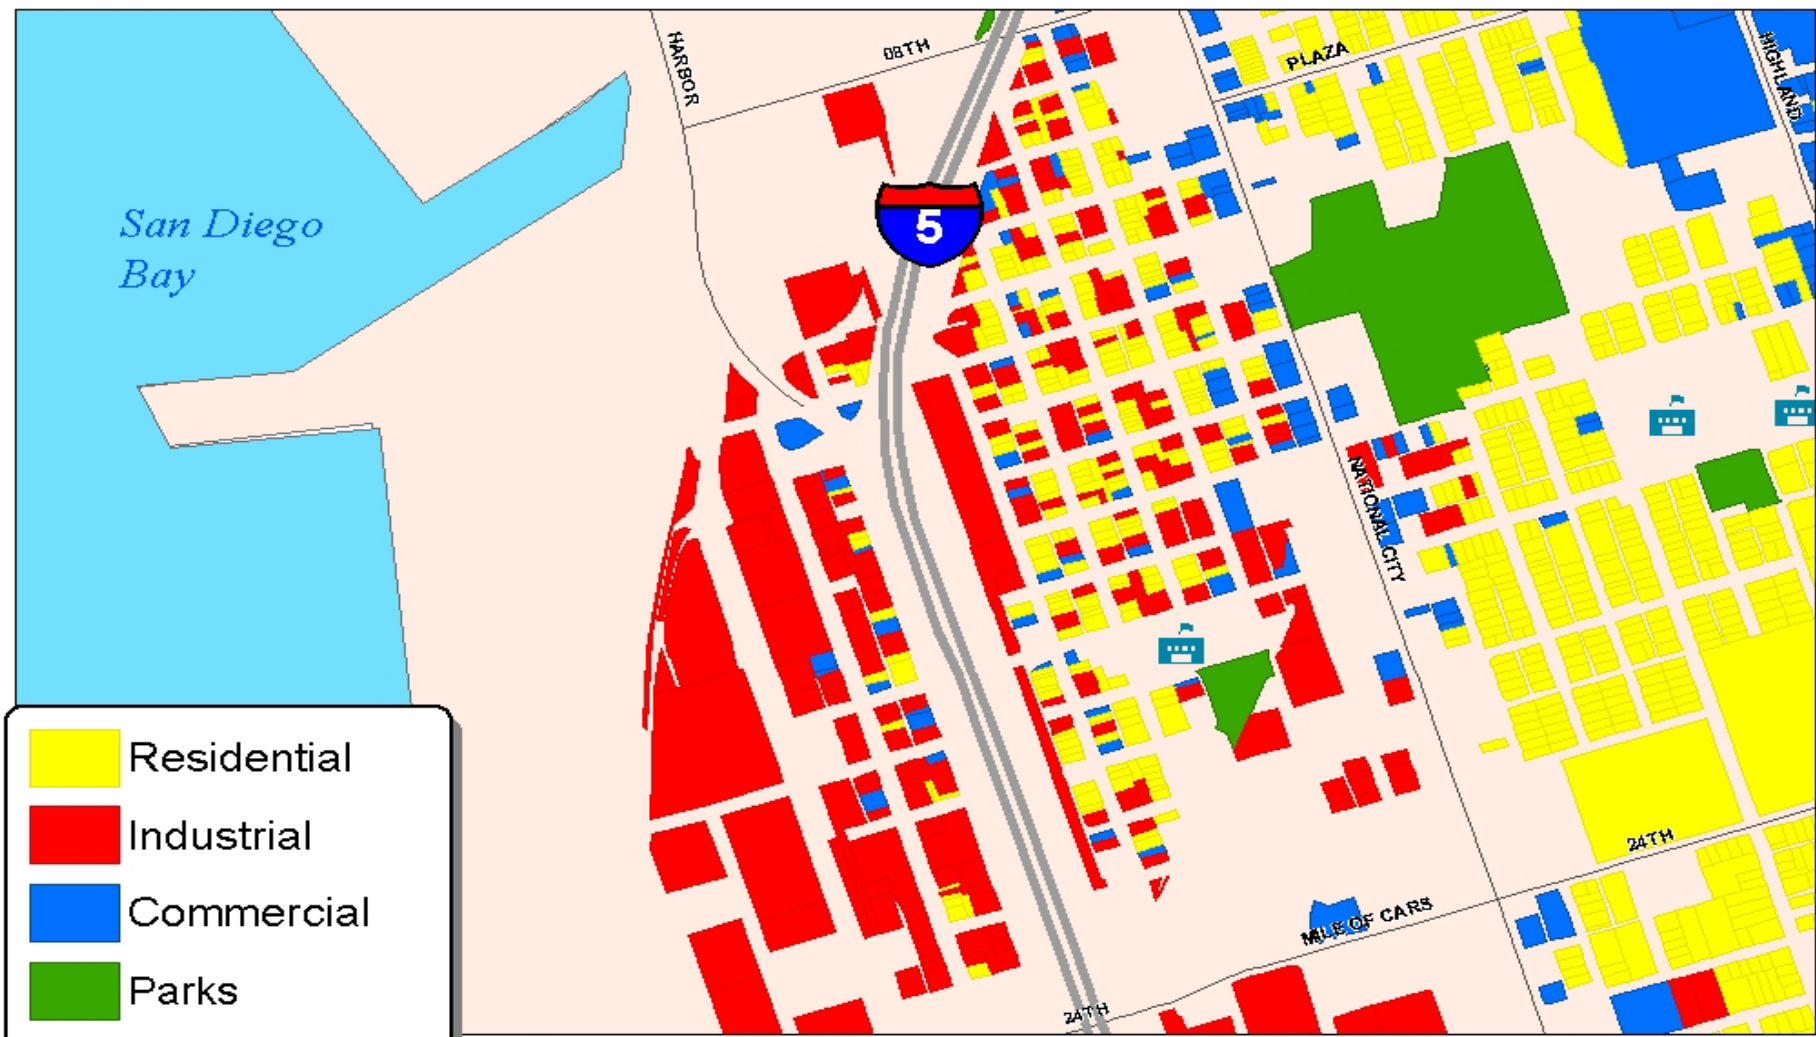 HARBOR
08TH
PLAZA
HIGHLAND
San Diego
Bay
5
NATIONAL CITY
24TH
MILE OF CARS
24TH
Residential
Industrial
Commercial
Parks